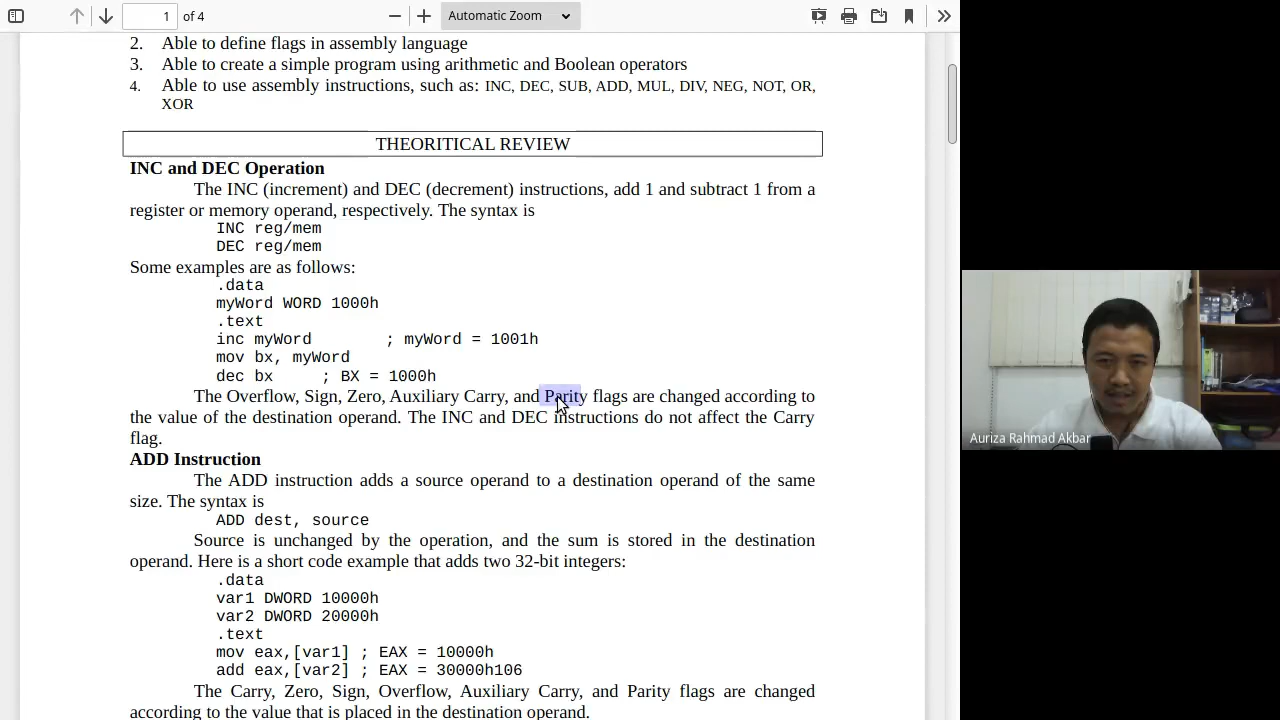 1 of 4
Automatic Zoom
2. Able to define flags in assembly language
3. Able to create a simple program using arithmetic and Boolean operators
4. Able to use assembly instructions, such as: INC, DEC, SUB, ADD, MUL, DIV, NEG, NOT, OR,
XOR
THEORITICAL REVIEW
INC and DEC Operation
The INC (increment) and DEC (decrement) instructions, add 1 and subtract 1 from a
register or memory operand, respectively. The syntax is
INC reg/mem
DEC reg/mem
Some examples are as follows:
.data
myWord WORD 1000h
.text
inc myWord ; myWord = 1001h
mov bx, myWord
dec bx ; BX = 1000h
The Overflow, Sign, Zero, Auxiliary Carry, and Parity flags are changed according to
the value of the destination operand. The INC and DEC instructions do not affect the Carry
flag.
ADD Instruction
The ADD instruction adds a source operand to a destination operand of the same
size. The syntax is
ADD dest, source
Source is unchanged by the operation, and the sum is stored in the destination
operand. Here is a short code example that adds two 32-bit integers:
.data
var1 DWORD 10000h
var2 DWORD 20000h
.text
mov eax,[var1] ; EAX = 10000h
add eax,[var2] ; EAX = 30000h106
The Carry, Zero, Sign, Overflow, Auxiliary Carry, and Parity flags are changed
according to the value that is placed in the destination operand.
Auriza Rahmad Akbar